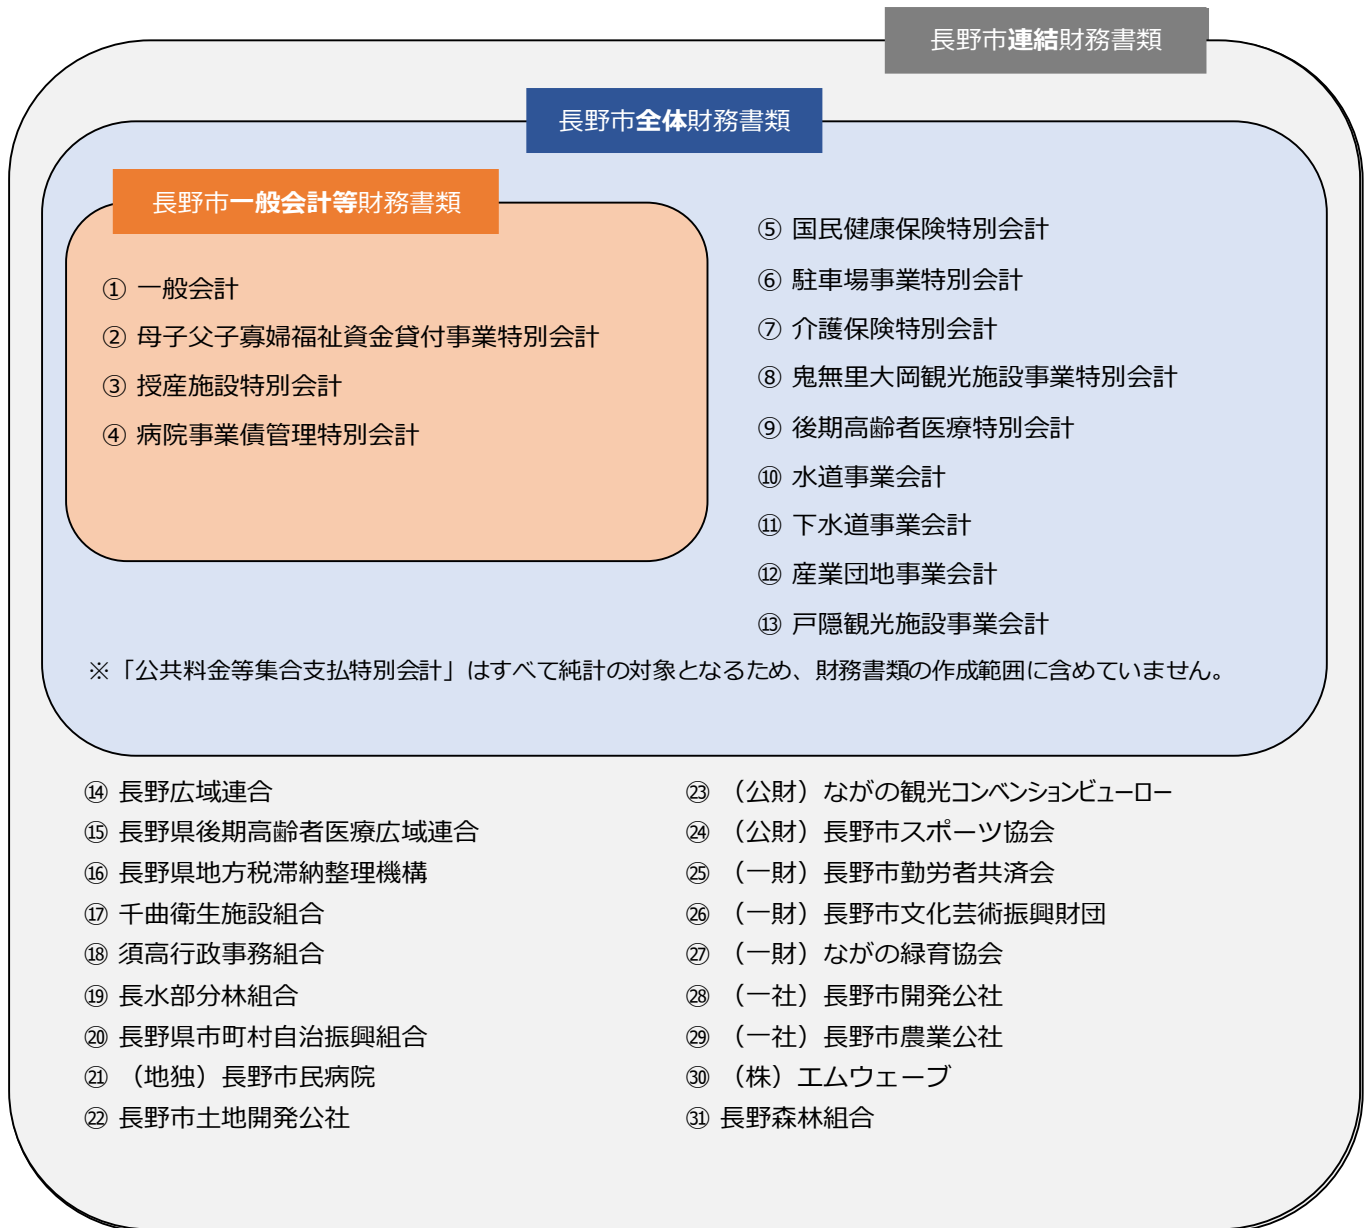 長野市連結財務書類
長野市全体財務書類
長野市一般会計等財務書類
① 一般会計
② 母子父子寡婦福祉資金貸付事業特別会計
③ 授産施設特別会計
④ 病院事業債管理特別会計
⑤ 国民健康保険特別会計
⑥ 駐車場事業特別会計
⑦ 介護保険特別会計
⑧ 鬼無里大岡観光施設事業特別会計
⑨ 後期高齢者医療特別会計
⑩ 水道事業会計
⑪ 下水道事業会計
⑫ 産業団地事業会計
⑬ 戸隠観光施設事業会計
※「公共料金等集合支払特別会計」はすべて純計の対象となるため、財務書類の作成範囲に含めていません。
⑭ 長野広域連合
⑮ 長野県後期高齢者医療広域連合
⑯ 長野県地方税滞納整理機構
⑰ 千曲衛生施設組合
⑱ 須高行政事務組合
⑲ 長水部分林組合
⑳ 長野県市町村自治振興組合
㉑ （地独）長野市民病院
㉒ 長野市土地開発公社
㉓ （公財）ながの観光コンベンションビューロー
㉔ （公財）長野市スポーツ協会
㉕ （一財）長野市勤労者共済会
㉖ （一財）長野市文化芸術振興財団
㉗ （一財）ながの緑育協会
㉘ （一社）長野市開発公社
㉙ （一社）長野市農業公社
㉚ （株）エムウェーブ
㉛ 長野森林組合